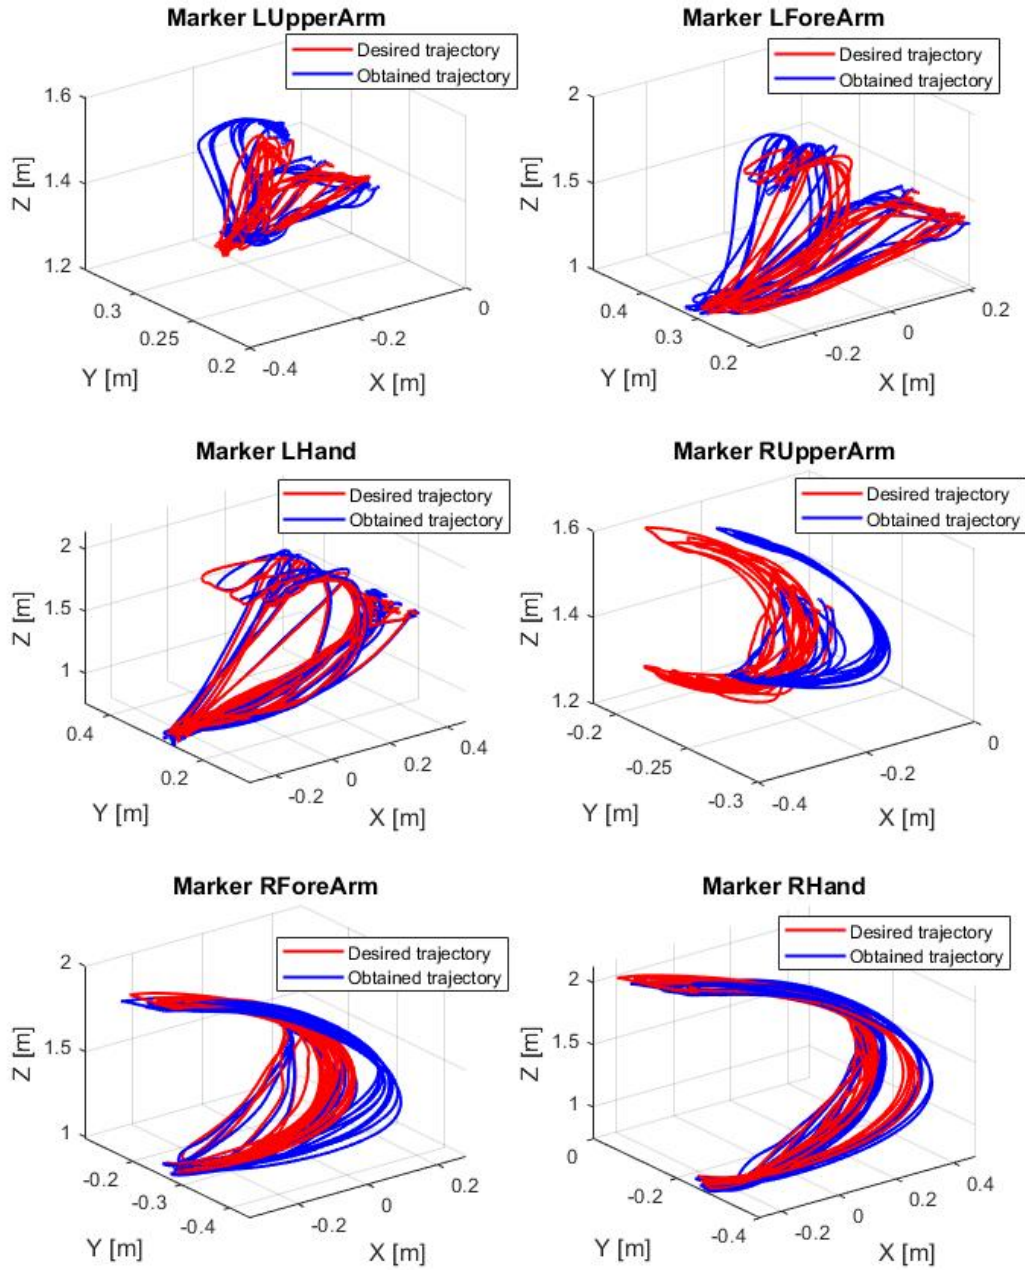 Marker LUpperArm
Desired trajectory
Obtained trajectory
1.6
1.4
1.2
Z [m]
0.3
0.25
0.2
Y [m]
-0.4
-0.2
0
X [m]
Marker LForeArm
Desired trajectory
Obtained trajectory
2
1.5
1
Z [m]
0.4
0.3
0.2
Y [m]
-0.2
0
0.2
X [m]
Marker LHand
Desired trajectory
Obtained trajectory
2
1.5
1
Z [m]
0.4
0.2
Y [m]
-0.2
0
0.2
0.4
X [m]
Marker RUpperArm
Desired trajectory
Obtained trajectory
1.6
1.4
1.2
Z [m]
-0.2
-0.25
-0.3
Y [m]
-0.4
-0.2
0
X [m]
Marker RForeArm
Desired trajectory
Obtained trajectory
2
1.5
1
Z [m]
-0.2
-0.3
-0.4
Y [m]
-0.2
0
0.2
X [m]
Marker RHand
Desired trajectory
Obtained trajectory
2
1.5
1
Z [m]
0
-0.2
-0.4
Y [m]
-0.2
0
0.2
0.4
X [m]